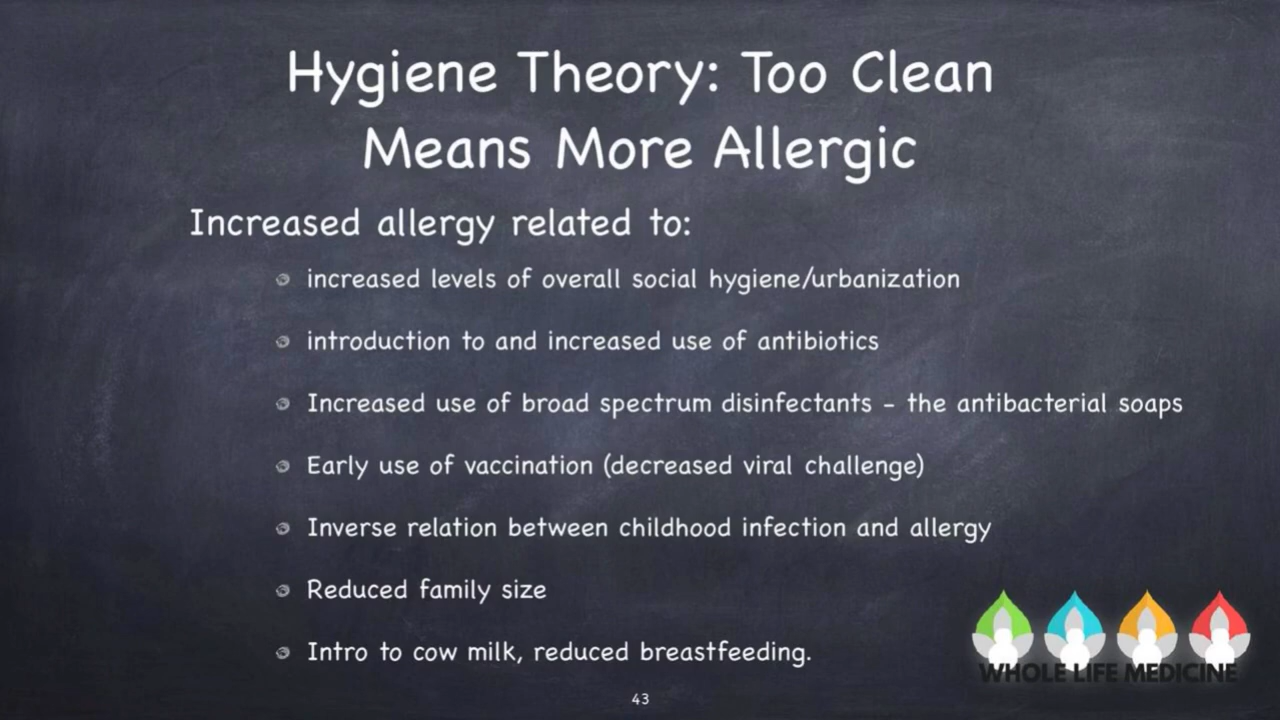 Hygiene Theory: Too Clean
Means More Allergic
Increased allergy related to:
increased levels of overall social hygiene/urbanization
introduction to and increased use of antibiotics
Increased use of broad spectrum disinfectants - the antibacterial soaps
Early use of vaccination (decreased viral challenge)
Inverse relation between childhood infection and allergy
Reduced family size
Intro to cow milk, reduced breastfeeding.
WHOLE LIFE MEDICINE
43